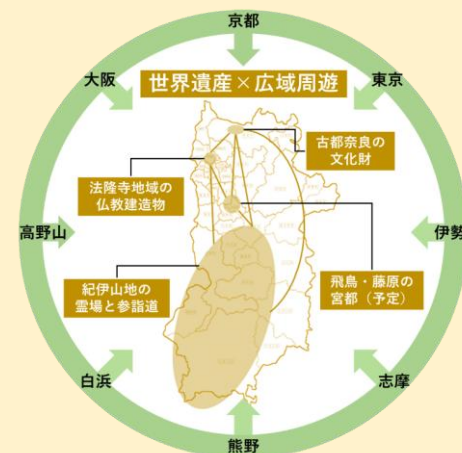 京都
大阪
東京
世界遺産×広域周遊
古都奈良の
文化財
法隆寺地域の
仏教建造物
高野山
伊勢
紀伊山地の
霊場と参詣道
飛鳥・藤原の
宮都（予定）
白浜
志摩
熊野